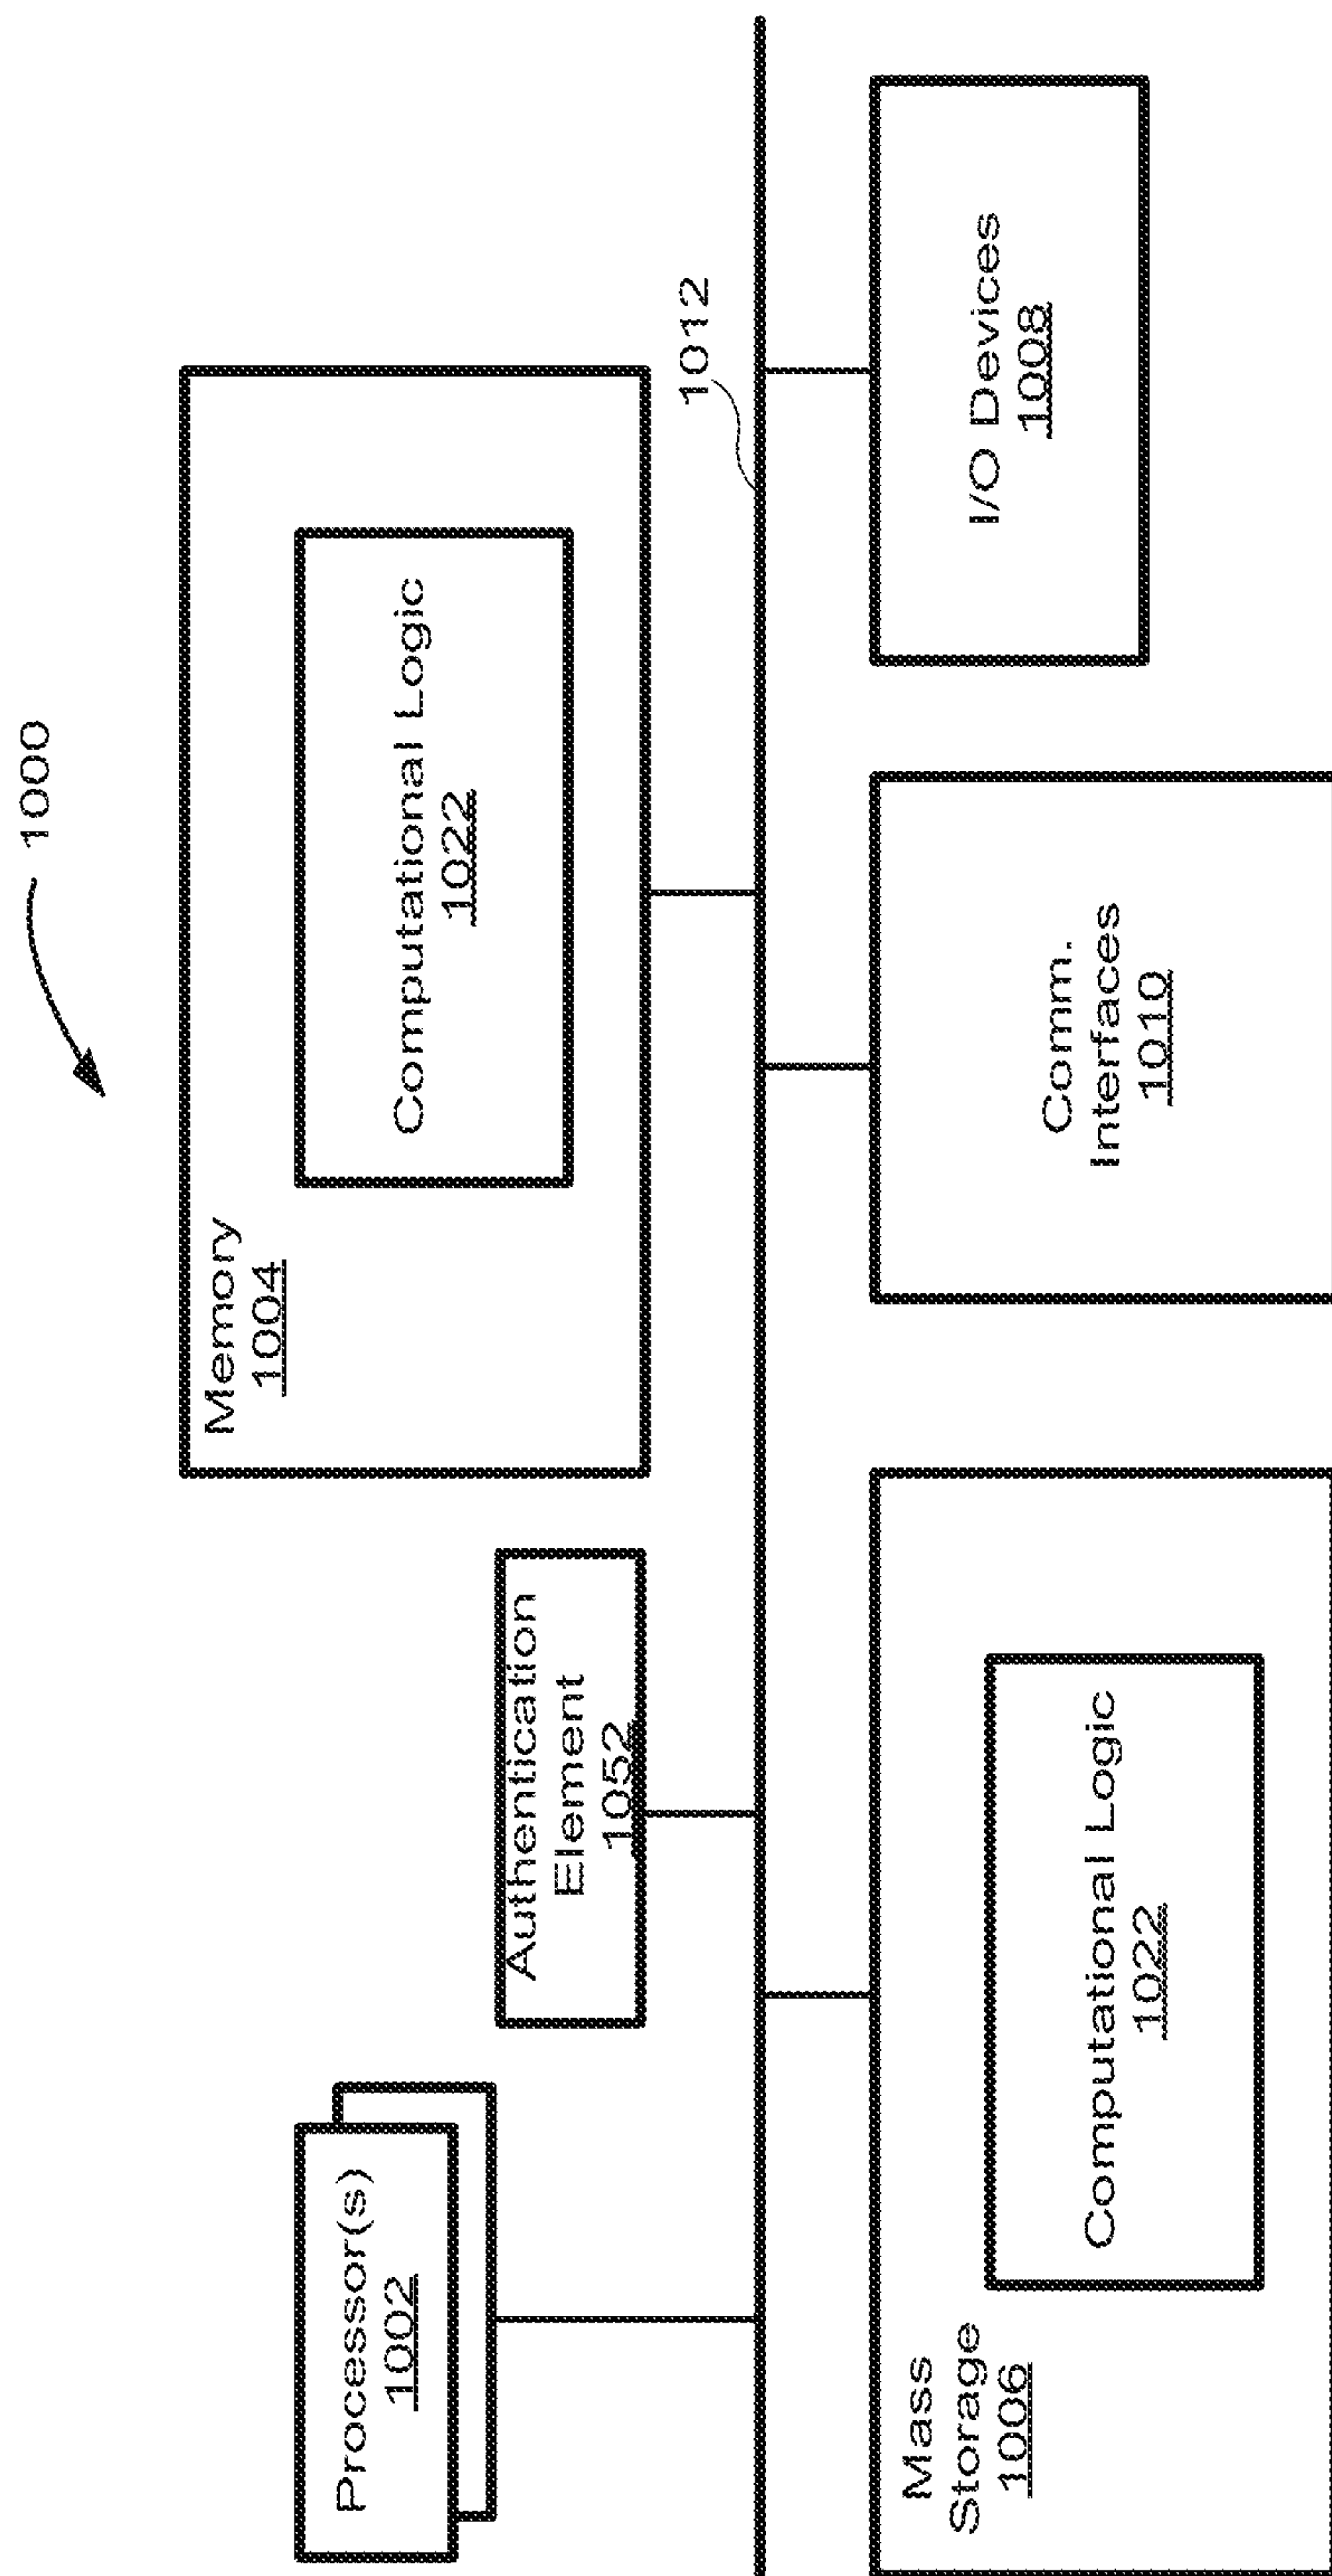 1000
Processor(s)
1002
Authentication
Element
1052
Memory
1004
Computational Logic
1022
1012
Mass
Storage
1006
Computational Logic
1022
Comm.
Interfaces
1010
I/O Devices
1008